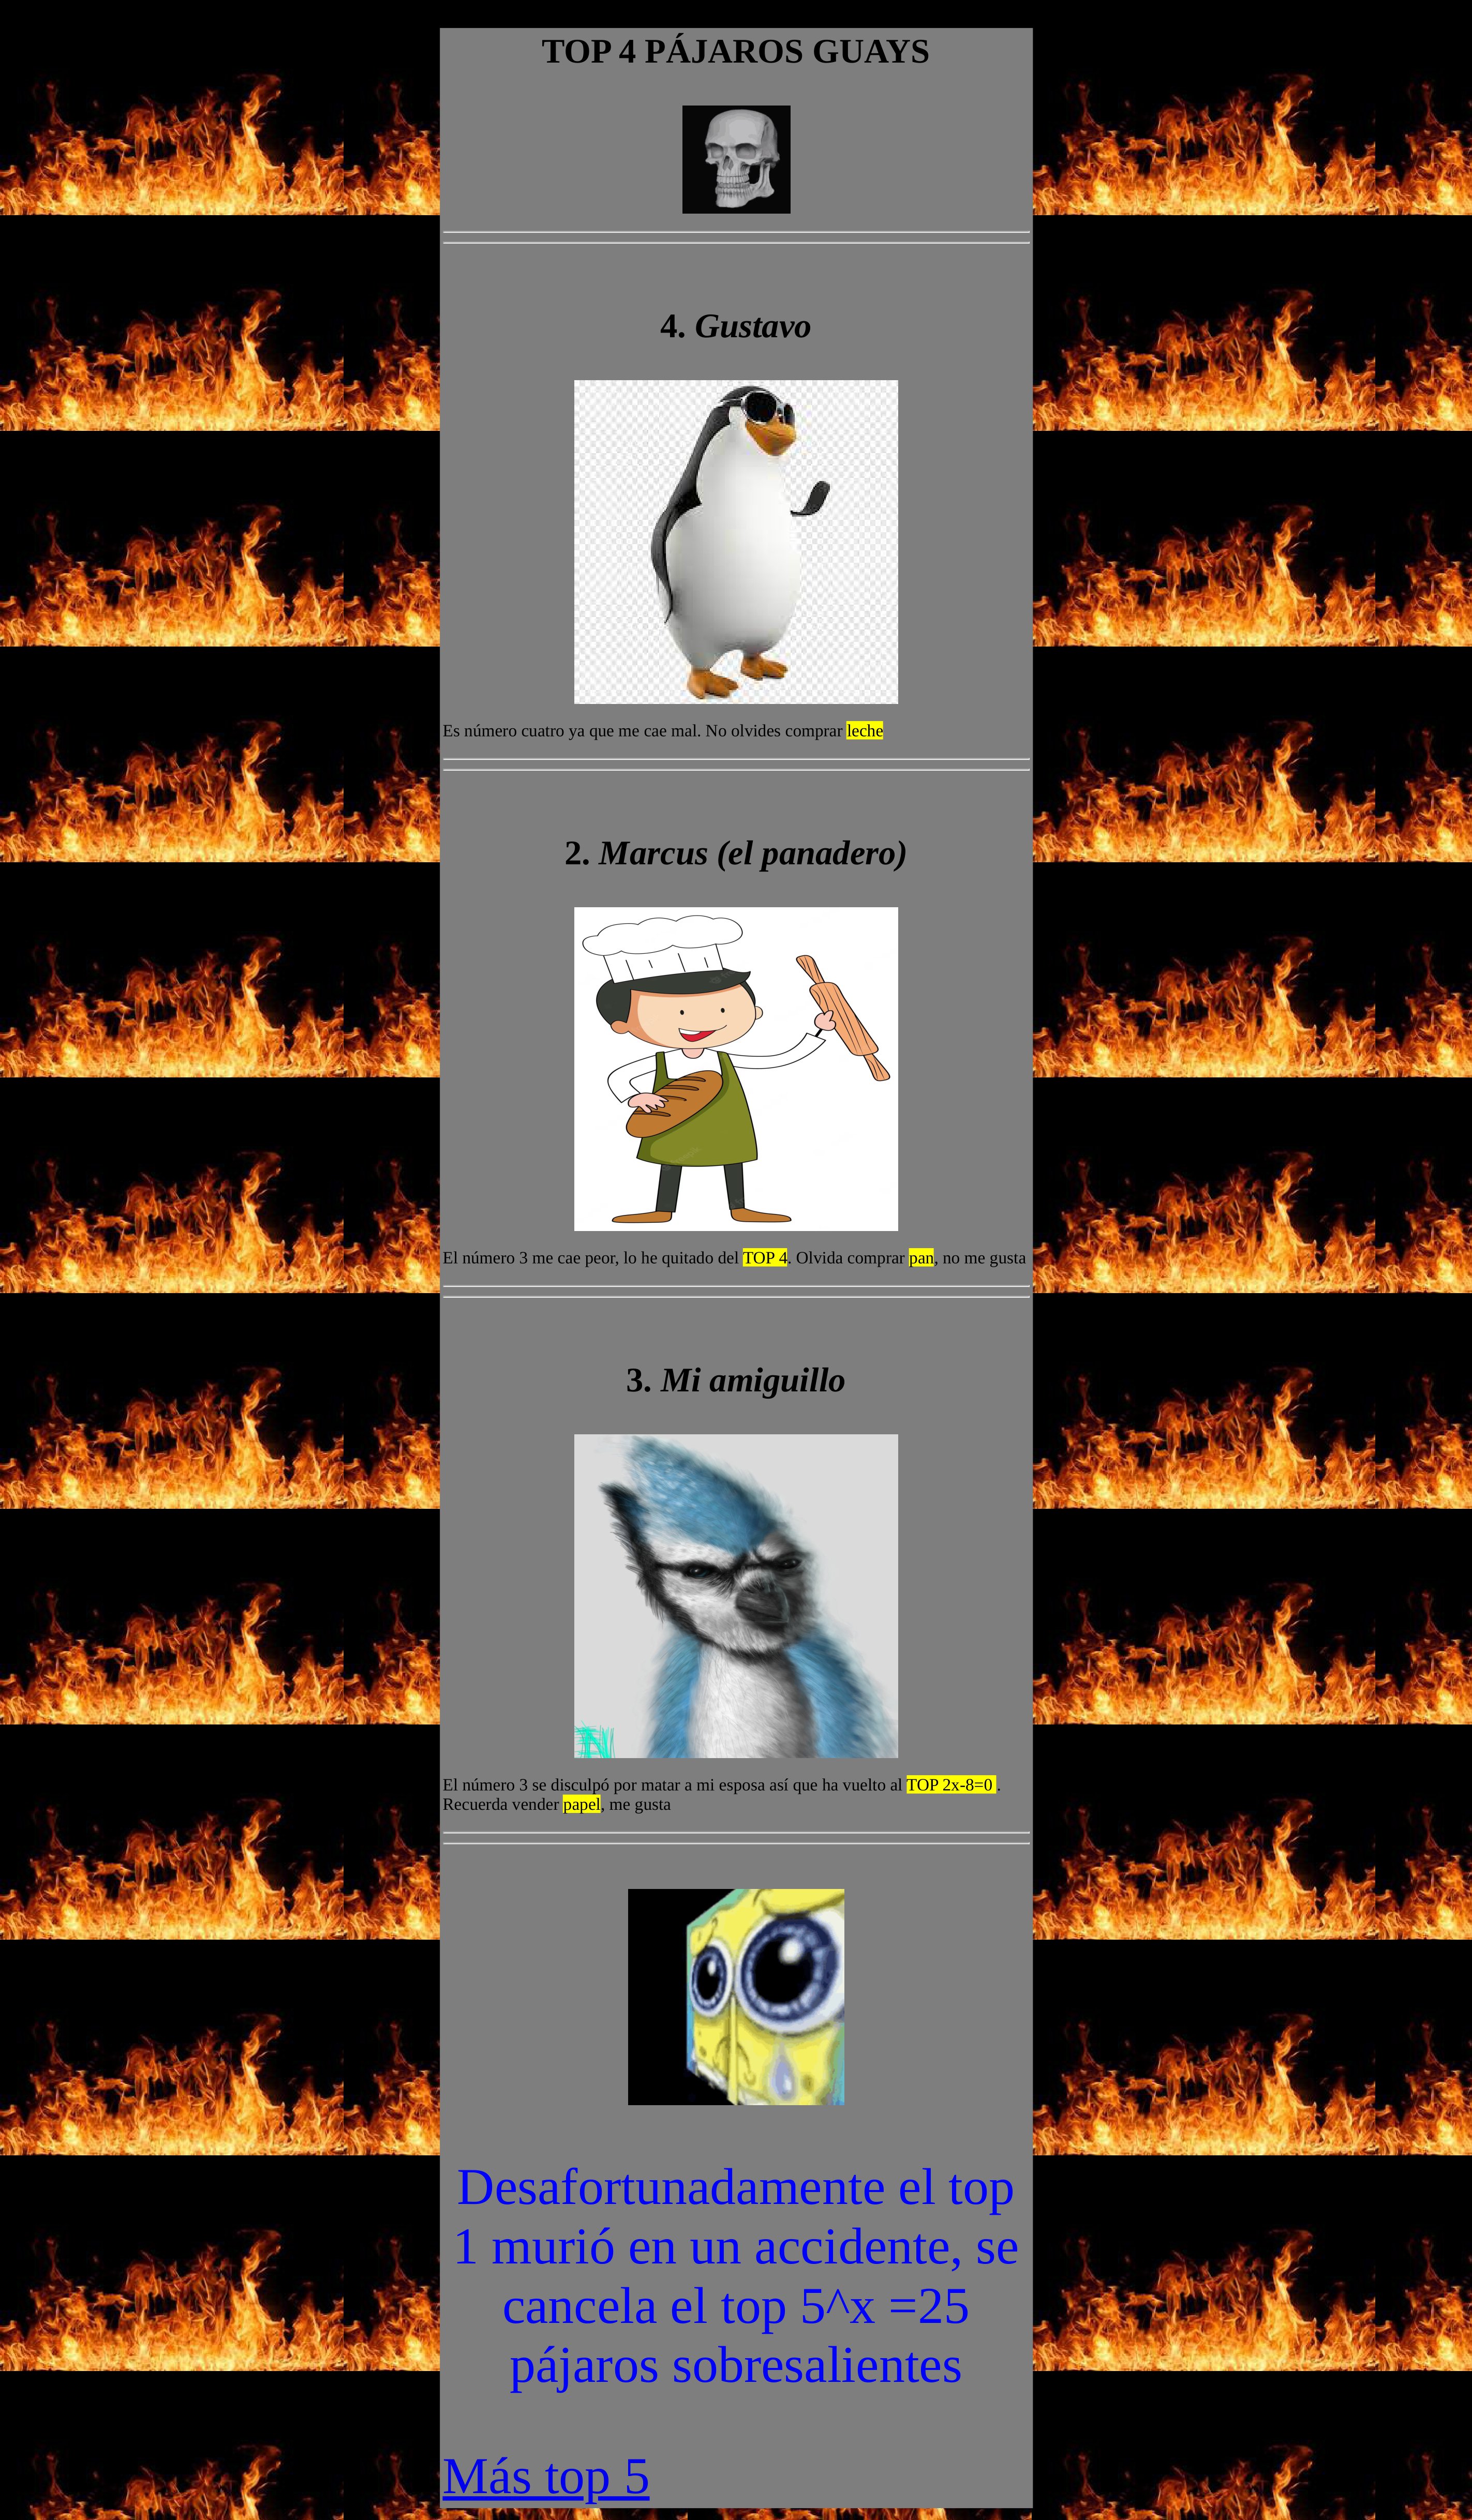 TOP 4 PÁJAROS GUAYS
4. Gustavo
Es número cuatro ya que me cae mal. No olvides comprar leche
2. Marcus (el panadero)
El número 3 me cae peor, lo he quitado del TOP 4. Olvida comprar pan, no me gusta
3. Mi amiguillo
N
El número 3 se disculpó por matar a mi esposa así que ha vuelto al TOP 2x-8=0 .
Recuerda vender papel, me gusta
Desafortunadamente el top
1 murió en un accidente, se
cancela el top 5^x =25
pájaros sobresalientes
Más top 5